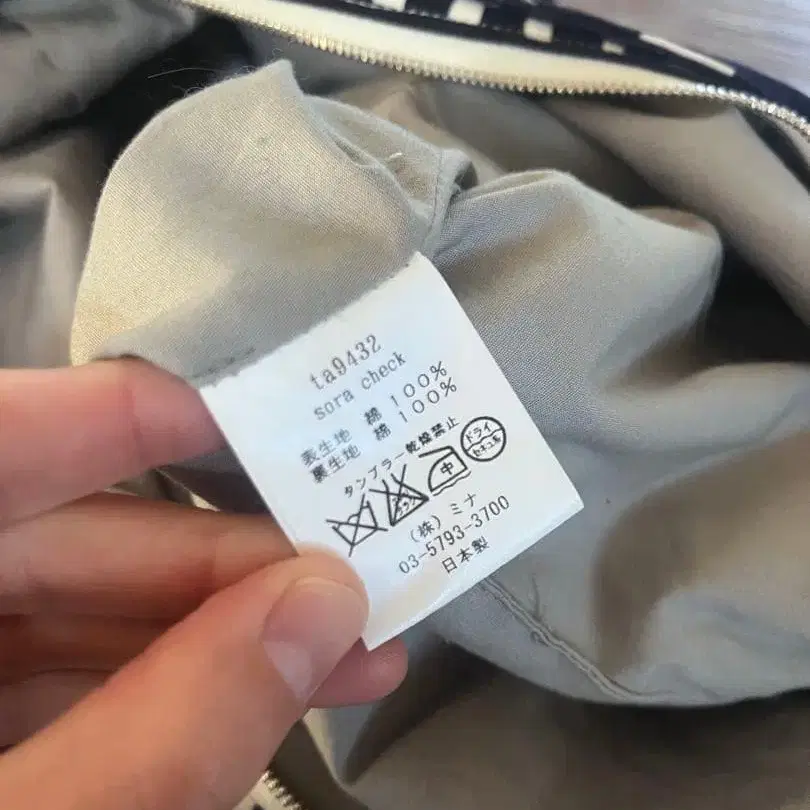 ta9432
sora check
表生地 綿 100%
裏生地 綿 100%
タンブラー乾燥禁止
中
ドライ
セキユ系
(株) ミナ
03-5793-3700
日本製